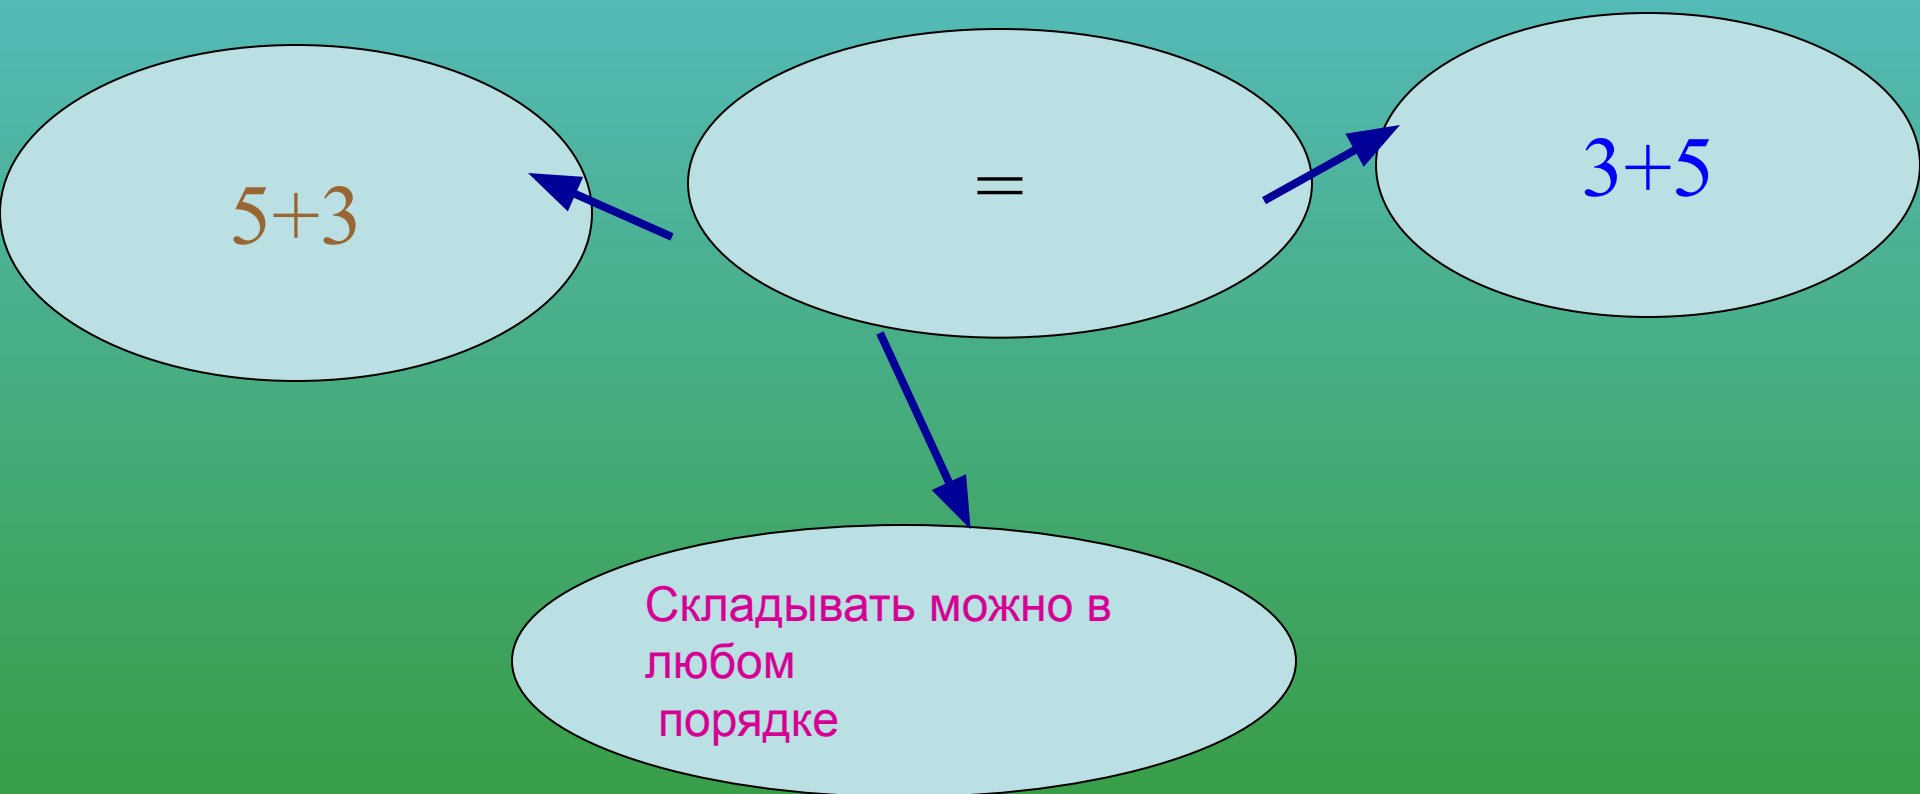 5+3
=
3+5
Складывать можно в
любом
порядке